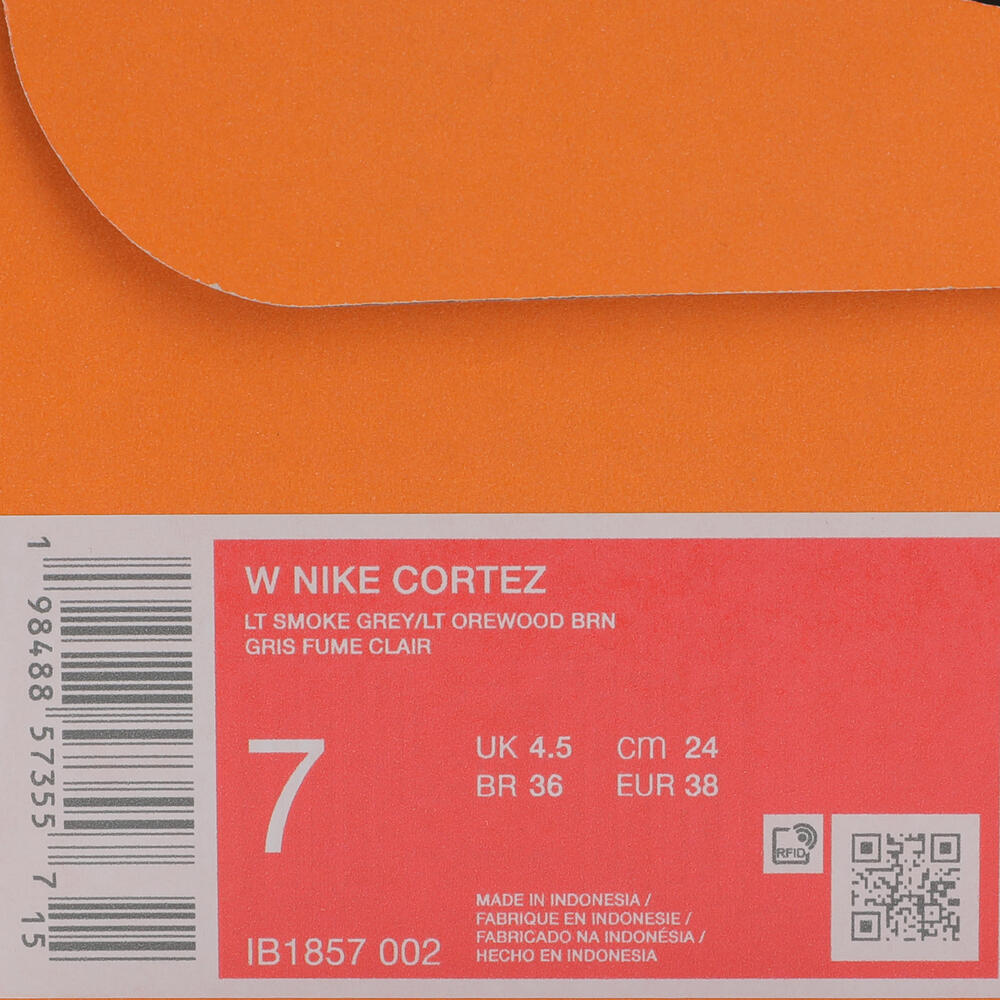 W NIKE CORTEZ
LT SMOKE GREY/LT OREWOOD BRN
GRIS FUME CLAIR
7
UK 4.5 cm 24
BR 36 EUR 38
RFID
IB1857 002
MADE IN INDONESIA /
FABRIQUE EN INDONESIE /
FABRICADO NA INDONÉSIA /
HECHO EN INDONESIA
1 98488 57355 7 15